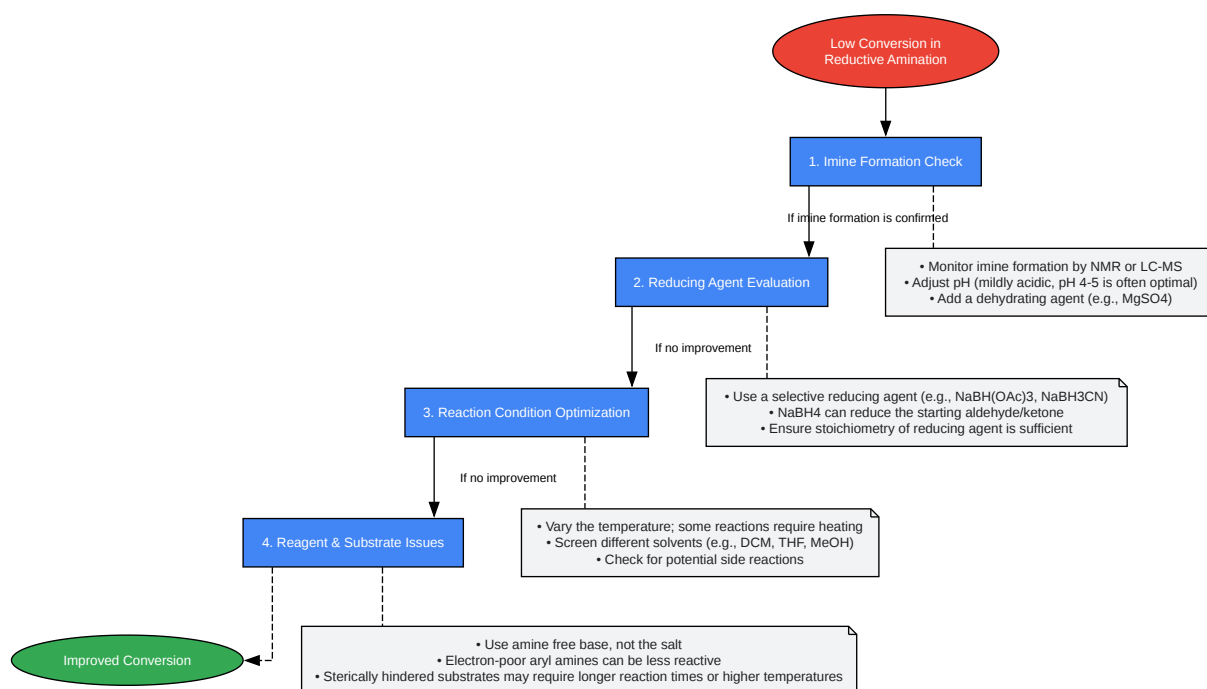 Low Conversion in
Reductive Amination
1. Imine Formation Check
If imine formation is confirmed
• Monitor imine formation by NMR or LC-MS
• Adjust pH (mildly acidic, pH 4-5 is often optimal)
• Add a dehydrating agent (e.g., MgSO4)
2. Reducing Agent Evaluation
If no improvement
• Use a selective reducing agent (e.g., NaBH(OAc)3, NaBH3CN)
• NaBH4 can reduce the starting aldehyde/ketone
• Ensure stoichiometry of reducing agent is sufficient
3. Reaction Condition Optimization
If no improvement
• Vary the temperature; some reactions require heating
• Screen different solvents (e.g., DCM, THF, MeOH)
• Check for potential side reactions
4. Reagent & Substrate Issues
• Use amine free base, not the salt
• Electron-poor aryl amines can be less reactive
• Sterically hindered substrates may require longer reaction times or higher temperatures
Improved Conversion